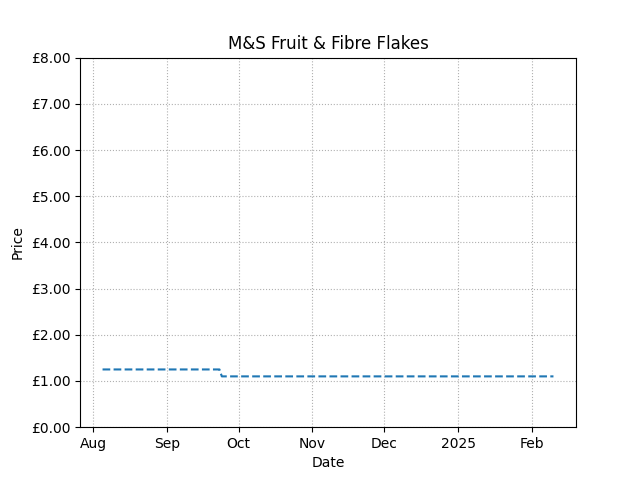 M&S Fruit & Fibre Flakes
£8.00
£7.00
£6.00
£5.00
£4.00
£3.00
£2.00
£1.00
£0.00
Price
Aug Sep Oct Nov Dec 2025 Feb
Date